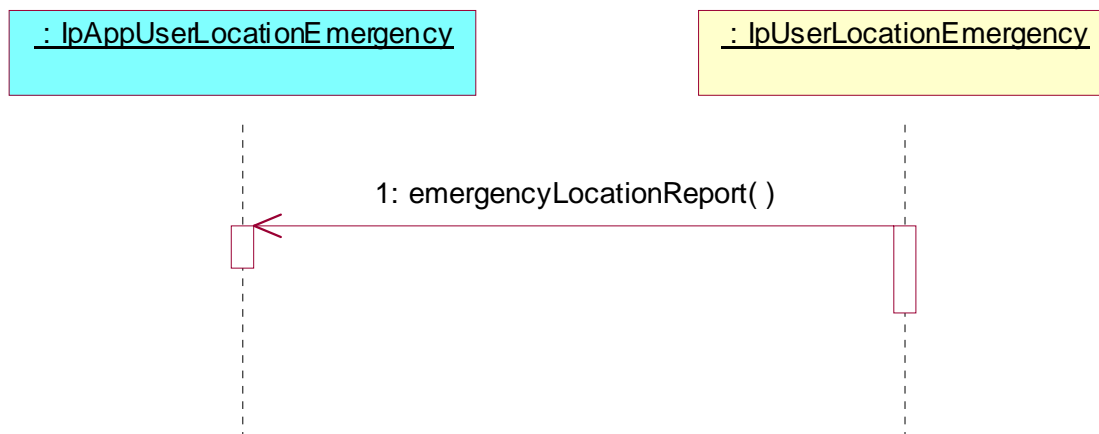 : IpAppUserLocationEmergency
: IpUserLocationEmergency
1: emergencyLocationReport( )